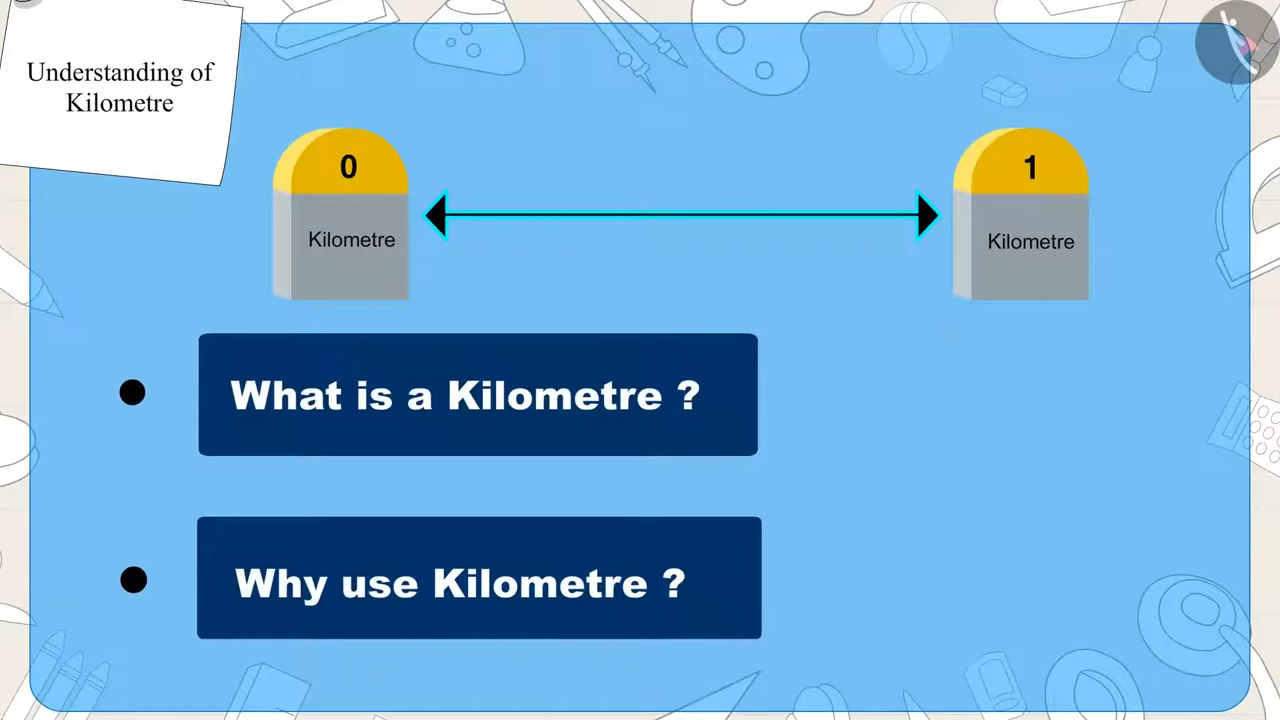 Understanding of
Kilometre
0
1
Kilometre
Kilometre
What is a Kilometre ?
Why use Kilometre ?